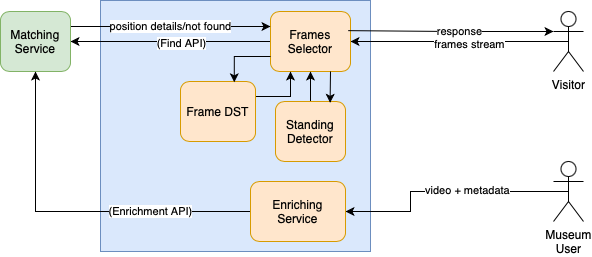 Matching
Service
position details/not found
(Find API)
Frames
Selector
response
frames stream
Visitor
Frame DST
Standing
Detector
(Enrichment API)
Enriching
Service
video + metadata
Museum
User